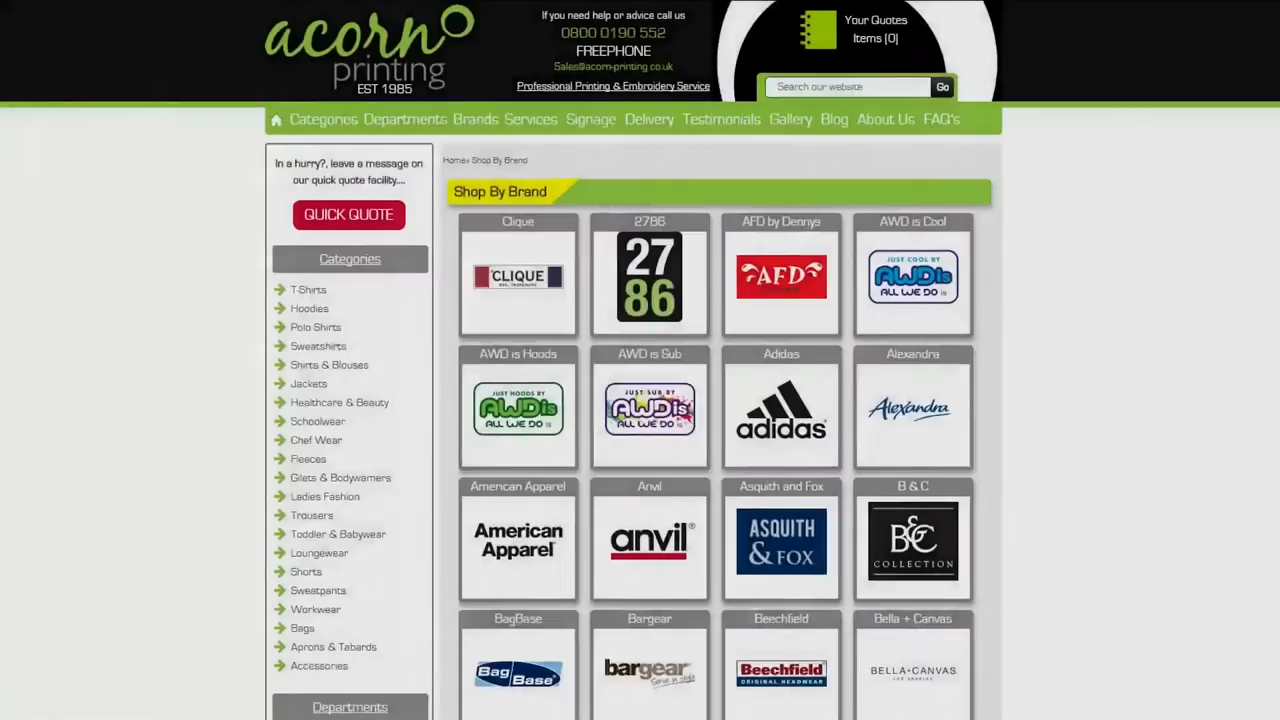 acorn
printing
EST 1985
If you need help or advice call us
0800 0190 552
FREEPHONE
Sales@acorn-printing.co.uk
Professional Printing & Embroidery Service
Your Quotes
Items [0]
Search our website
Go
Categories Departments Brands Services Signage Delivery Testimonials Gallery Blog About Us FAQ's
In a hurry?, leave a message on
our quick quote facility....
QUICK QUOTE
Categories
T-Shirts
Hoodies
Polo Shirts
Sweatshirts
Shirts & Blouses
Jackets
Healthcare & Beauty
Schoolwear
Chef Wear
Fleeces
Gilets & Bodywamers
Ladies Fashion
Trousers
Toddler & Babywear
Loungewear
Shorts
Sweatpants
Workwear
Bags
Aprons & Tabards
Accessories
Departments
Home» Shop By Brand
Shop By Brand
Clique
CLIQUE
2786
27
86
AFD by Dennys
AFD
AWD is Cool
JUST COOL BY
AWDis
ALL WE DO IS
AWD is Hoods
JUST HOODS BY
AWDis
ALL WE DO IS
AWD is Sub
JUST SUB BY
AWDis
ALL WE DO IS
Adidas
adidas
Alexandra
Alexandra
American Apparel
American
Apparel
Anvil
anvil®
Asquith and Fox
ASQUITH
& FOX
B & C
B&C
COLLECTION
BagBase
BagBase®
Bargear
bargear
Serve in style
Beechfield
Beechfield
ORIGINAL HEADWEAR
Bella + Canvas
BELLA+CANVAS